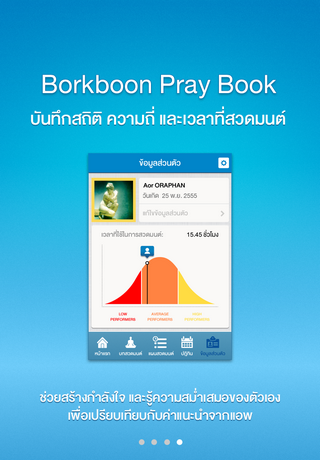 Borkboon Pray Book
บันทึกสถิติ ความถี่ และเวลาที่สวดมนต์
ข้อมูลส่วนตัว
Aor ORAPHAN
วันเกิด 25 พ.ย. 2555
แก้ไขข้อมูลส่วนตัว
เวลาที่ใช้ในการสวดมนต์: 15.45 ชั่วโมง
LOW PERFORMERS
AVERAGE PERFORMERS
HIGH PERFORMERS
หน้าแรก บทสวดมนต์ แผนสวดมนต์ ปฏิทิน ข้อมูลส่วนตัว
ช่วยสร้างกำลังใจ และรู้ความสม่ำเสมอของตัวเอง
เพื่อเปรียบเทียบกับคำแนะนำจากแอพ